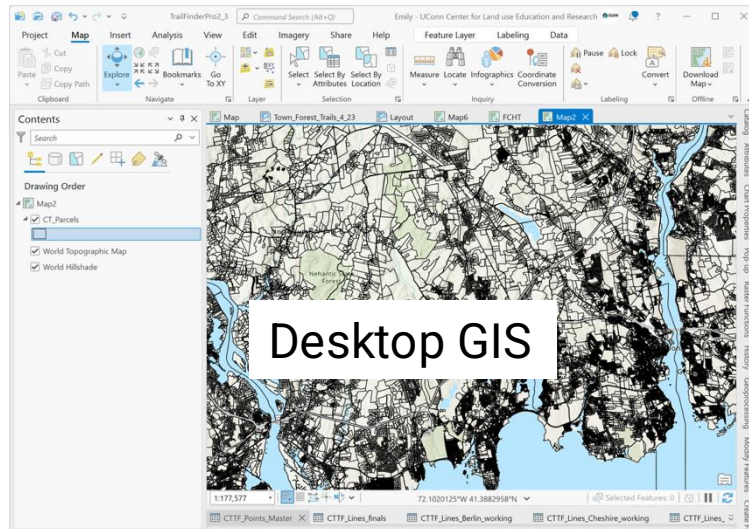 TrailFinderPro2_3
Command Search (Alt+Q)
Emily - UConn Center for Land use Education and Research
?
Project Map Insert Analysis View Edit Imagery Share Help Feature Layer Labeling Data
Cut
Copy
Copy Path
Paste
Explore
Bookmarks
Go To XY
Select
Select By Attributes
Select By Location
Measure
Locate
Infographics
Coordinate Conversion
Pause
Lock
Convert
Download Map
Clipboard
Navigate
Layer
Selection
Inquiry
Labeling
Offline
Contents
Search
Drawing Order
Map2
CT_Parcels
World Topographic Map
World Hillshade
Map
Town_Forest_Trails_4_23
Layout
Map6
FCHT
Map2
Nehantic State
Forest
Desktop GIS
1:177,577
72.1020125°W 41.3882958°N
Selected Features: 0
CTTF_Points_Master
CTTF_Lines_finals
CTTF_Lines_Berlin_working
CTTF_Lines_Cheshire_working
CTTF_Lines_
Catalog
Attributes
Chart Properties
Pop-up
Raster Functions
History
Geoprocessing
Modify Features